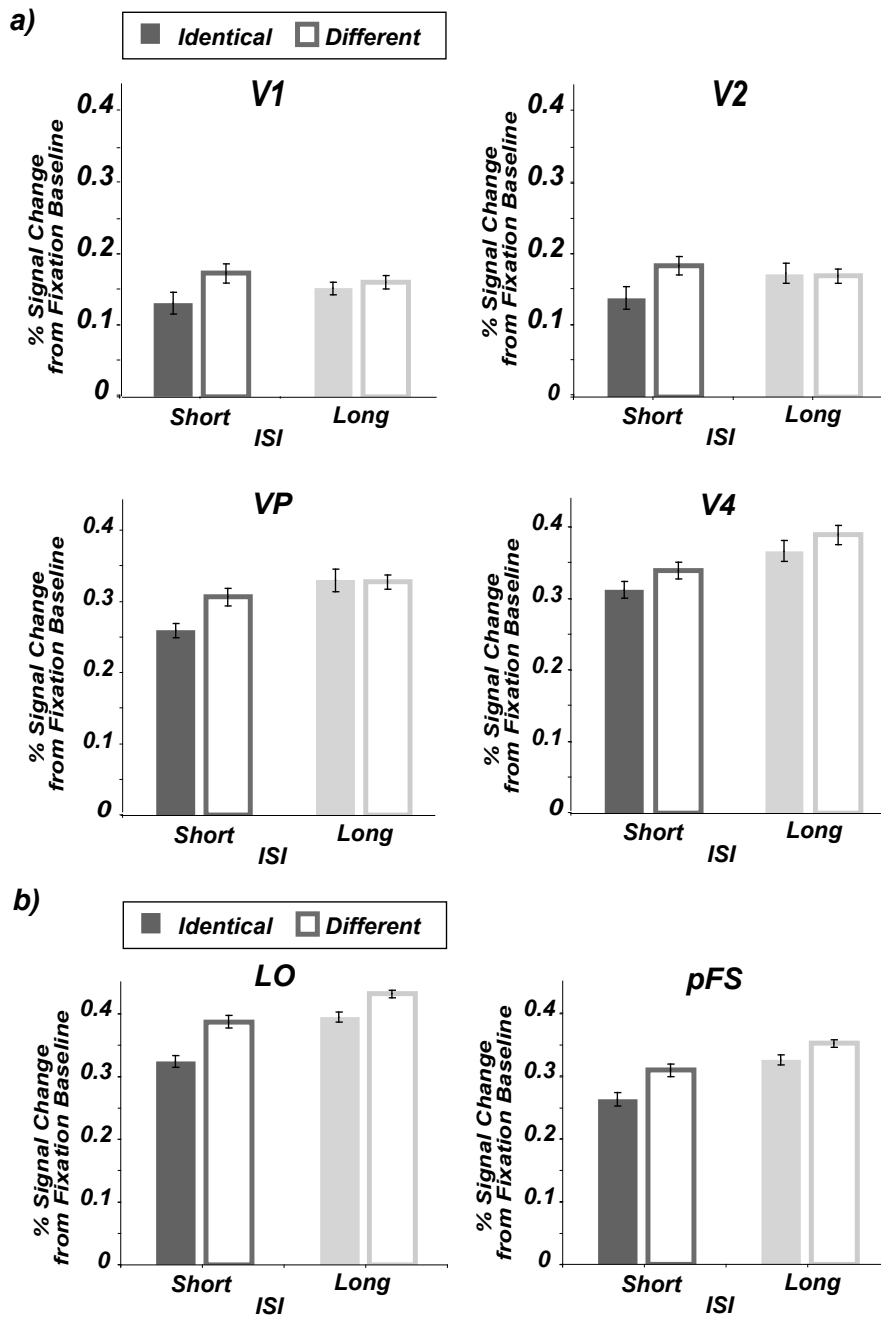 a)
Identical Different
V1
% Signal Change
from Fixation Baseline
0.4
0.3
0.2
0.1
0
Short Long
ISI
V2
% Signal Change
from Fixation Baseline
0.4
0.3
0.2
0.1
0
Short Long
ISI
VP
% Signal Change
from Fixation Baseline
0.4
0.3
0.2
0.1
0
Short Long
ISI
V4
% Signal Change
from Fixation Baseline
0.4
0.3
0.2
0.1
0
Short Long
ISI
b)
Identical Different
LO
% Signal Change
from Fixation Baseline
0.4
0.3
0.2
0.1
0
Short Long
ISI
pFS
% Signal Change
from Fixation Baseline
0.4
0.3
0.2
0.1
0
Short Long
ISI